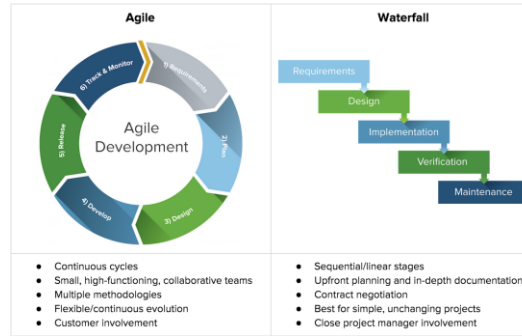 Agile
1) Requirements
2) Plan
3) Design
4) Develop
5) Release
6) Track & Monitor
Agile
Development
Continuous cycles
Small, high-functioning, collaborative teams
Multiple methodologies
Flexible/continuous evolution
Customer involvement
Waterfall
Requirements
Design
Implementation
Verification
Maintenance
Sequential/linear stages
Upfront planning and in-depth documentation
Contract negotiation
Best for simple, unchanging projects
Close project manager involvement